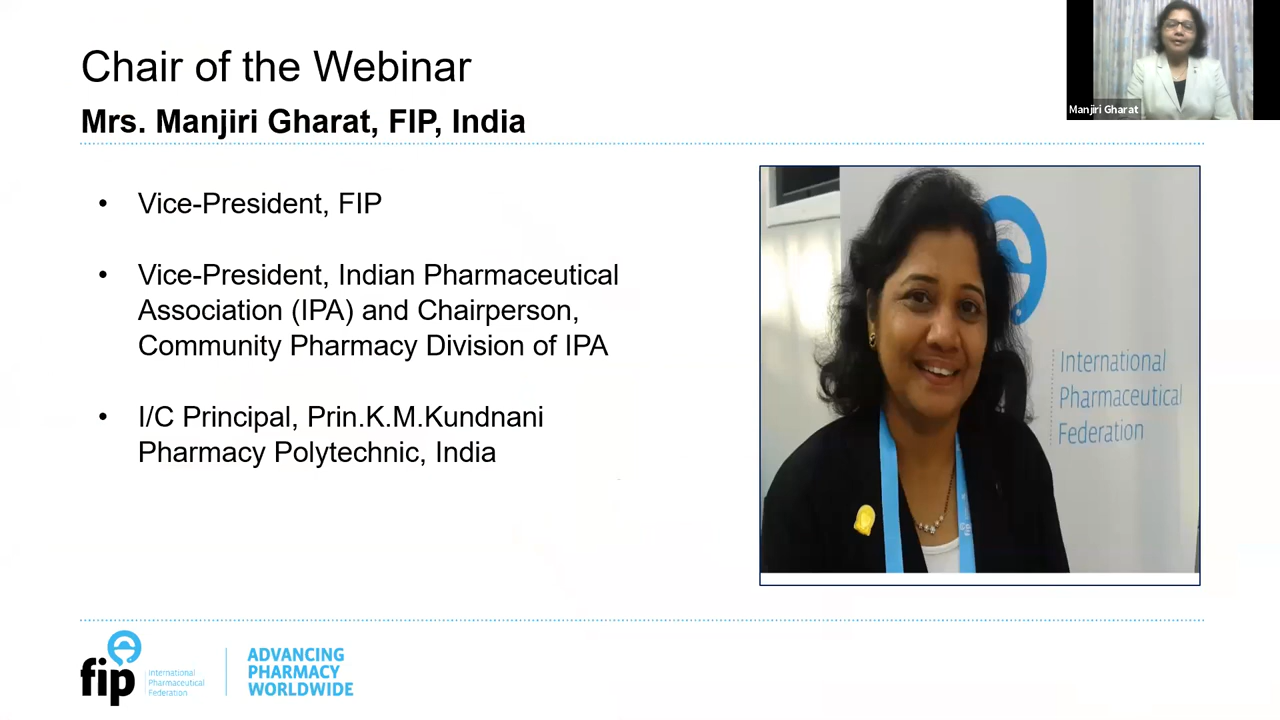 Chair of the Webinar
Mrs. Manjiri Gharat, FIP, India
Manjiri Gharat
• Vice-President, FIP
• Vice-President, Indian Pharmaceutical
Association (IPA) and Chairperson,
Community Pharmacy Division of IPA
• I/C Principal, Prin.K.M.Kundnani
Pharmacy Polytechnic, India
International
Pharmaceutical
Federation
fip
International
Pharmaceutical
Federation
ADVANCING
PHARMACY
WORLDWIDE